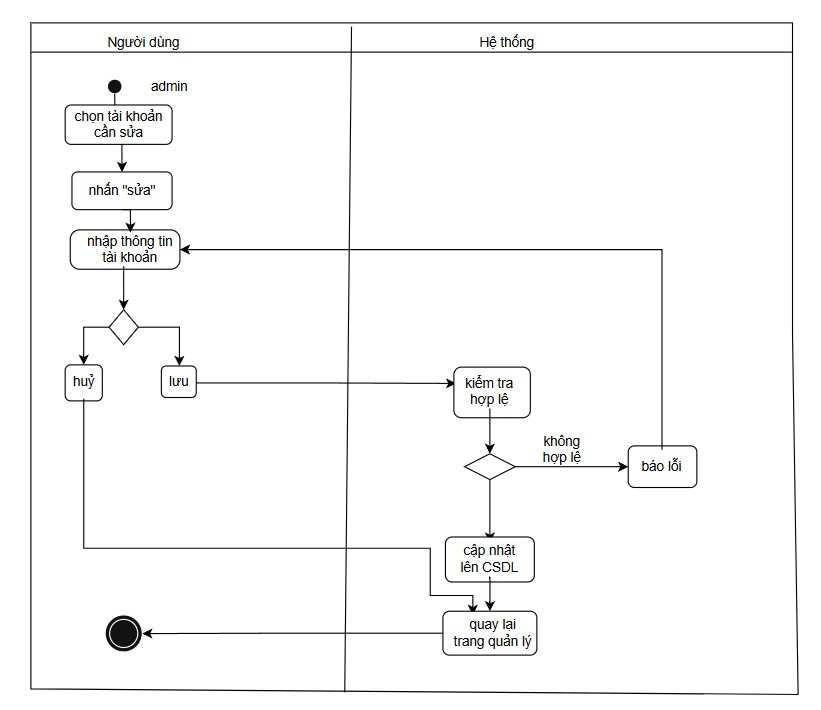 Người dùng
Hệ thống
admin
chọn tài khoản
cần sửa
nhấn "sửa"
nhập thông tin
tài khoản
huỷ
lưu
kiểm tra
hợp lệ
không
hợp lệ
báo lỗi
cập nhật
lên CSDL
quay lại
trang quản lý